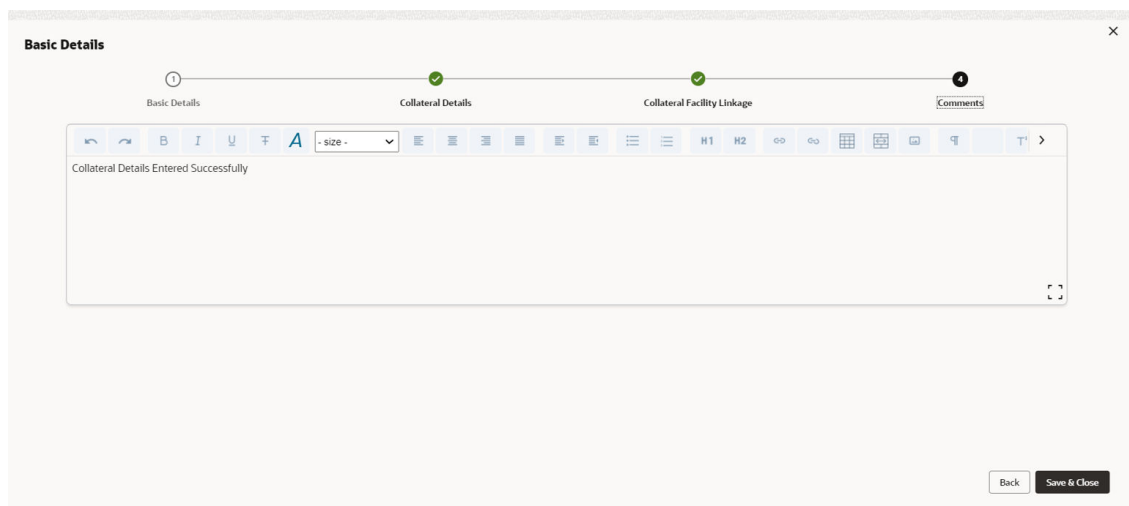 Basic Details
1
4
Basic Details
Collateral Details
Collateral Facility Linkage
Comments
B I U T A - size - H1 H2 ¶ T
Collateral Details Entered Successfully
Back
Save & Close